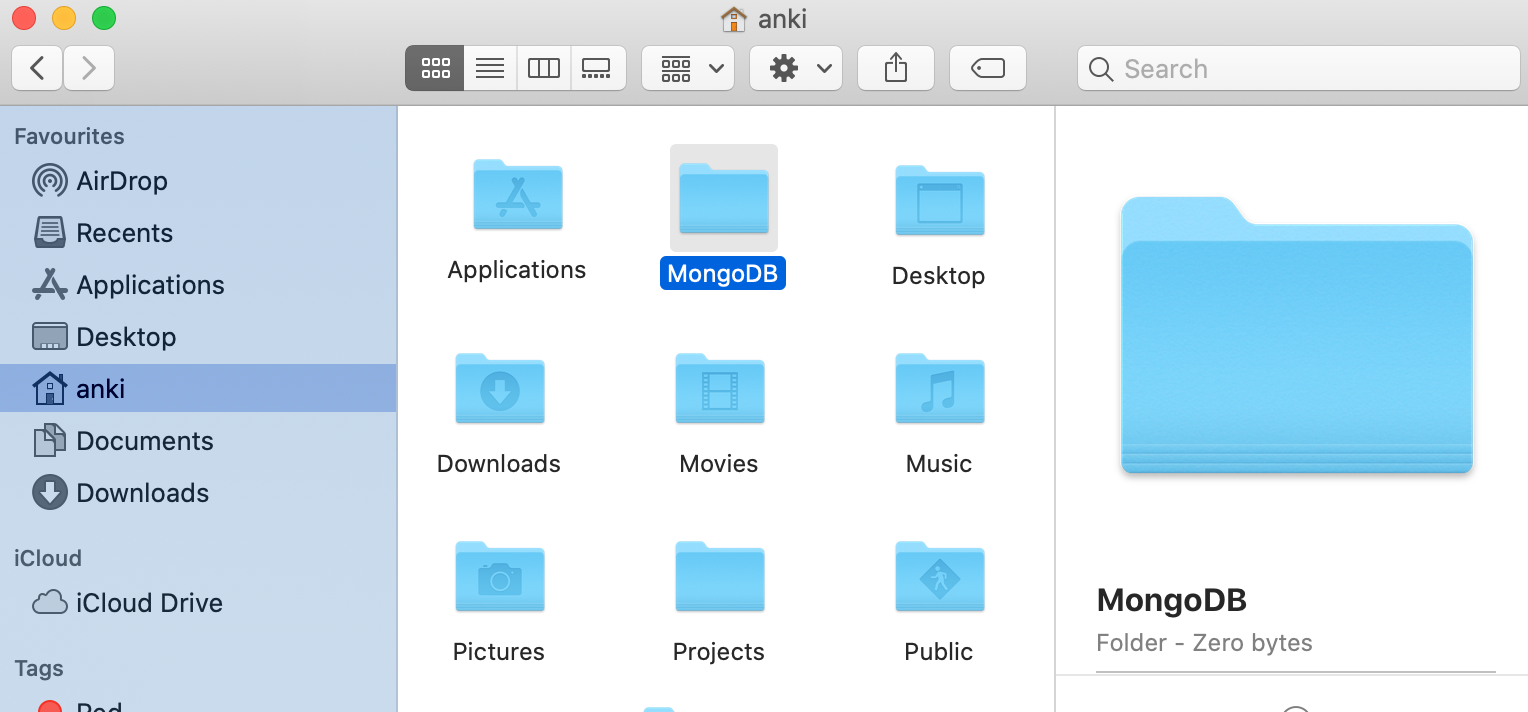 anki
Search
Favourites
AirDrop
Recents
Applications
Desktop
anki
Documents
Downloads
iCloud
iCloud Drive
Tags
Red
Applications
MongoDB
Desktop
Downloads
Movies
Music
Pictures
Projects
Public
MongoDB
Folder - Zero bytes